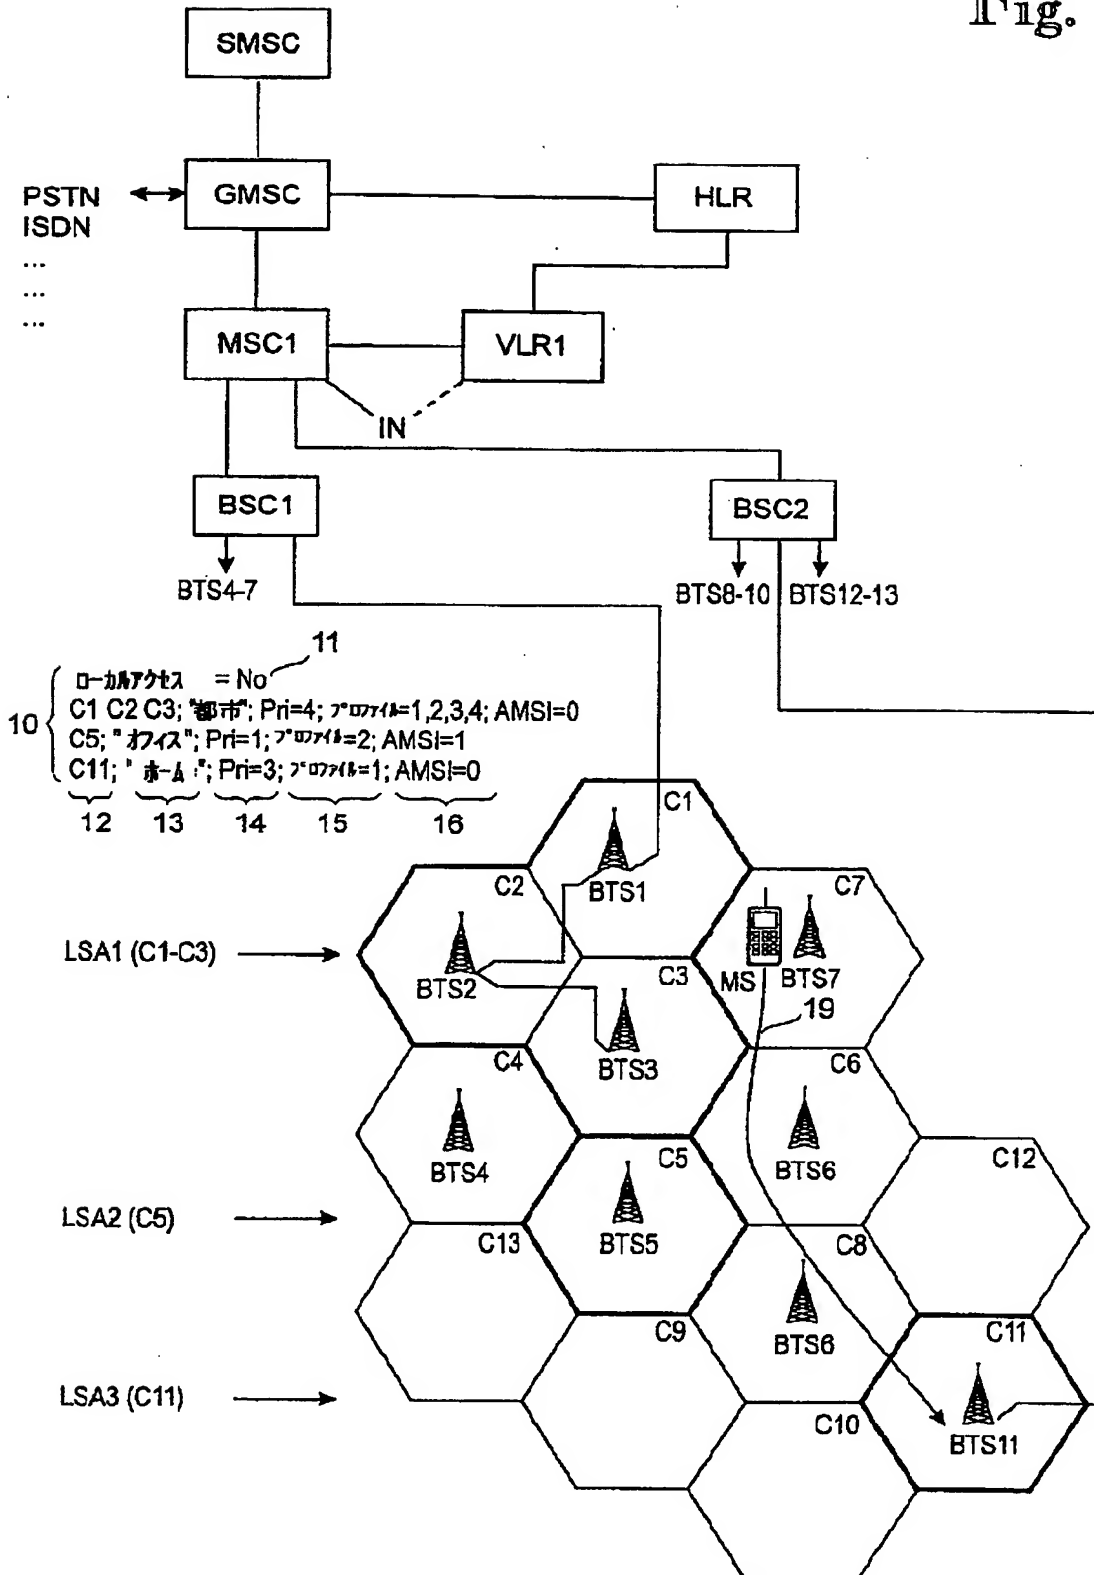 Fig.
SMSC
PSTN
GMSC
HLR
ISDN
...
...
...
MSC1
VLR1
IN
BSC1
BSC2
BTS4-7
BTS8-10
BTS12-13
11
10
ローカルアクセス = No
C1 C2 C3; "都市"; Pri=4; プロファイル=1,2,3,4; AMSI=0
C5; "オフィス"; Pri=1; プロファイル=2; AMSI=1
C11; "ホーム"; Pri=3; プロファイル=1; AMSI=0
12 13 14 15 16
C1
BTS1
C2
C7
LSA1 (C1-C3)
BTS2
C3
MS
BTS7
19
BTS3
C4
C6
BTS4
C5
BTS6
C12
LSA2 (C5)
C13
BTS5
C8
C9
BTS6
C11
LSA3 (C11)
C10
BTS11